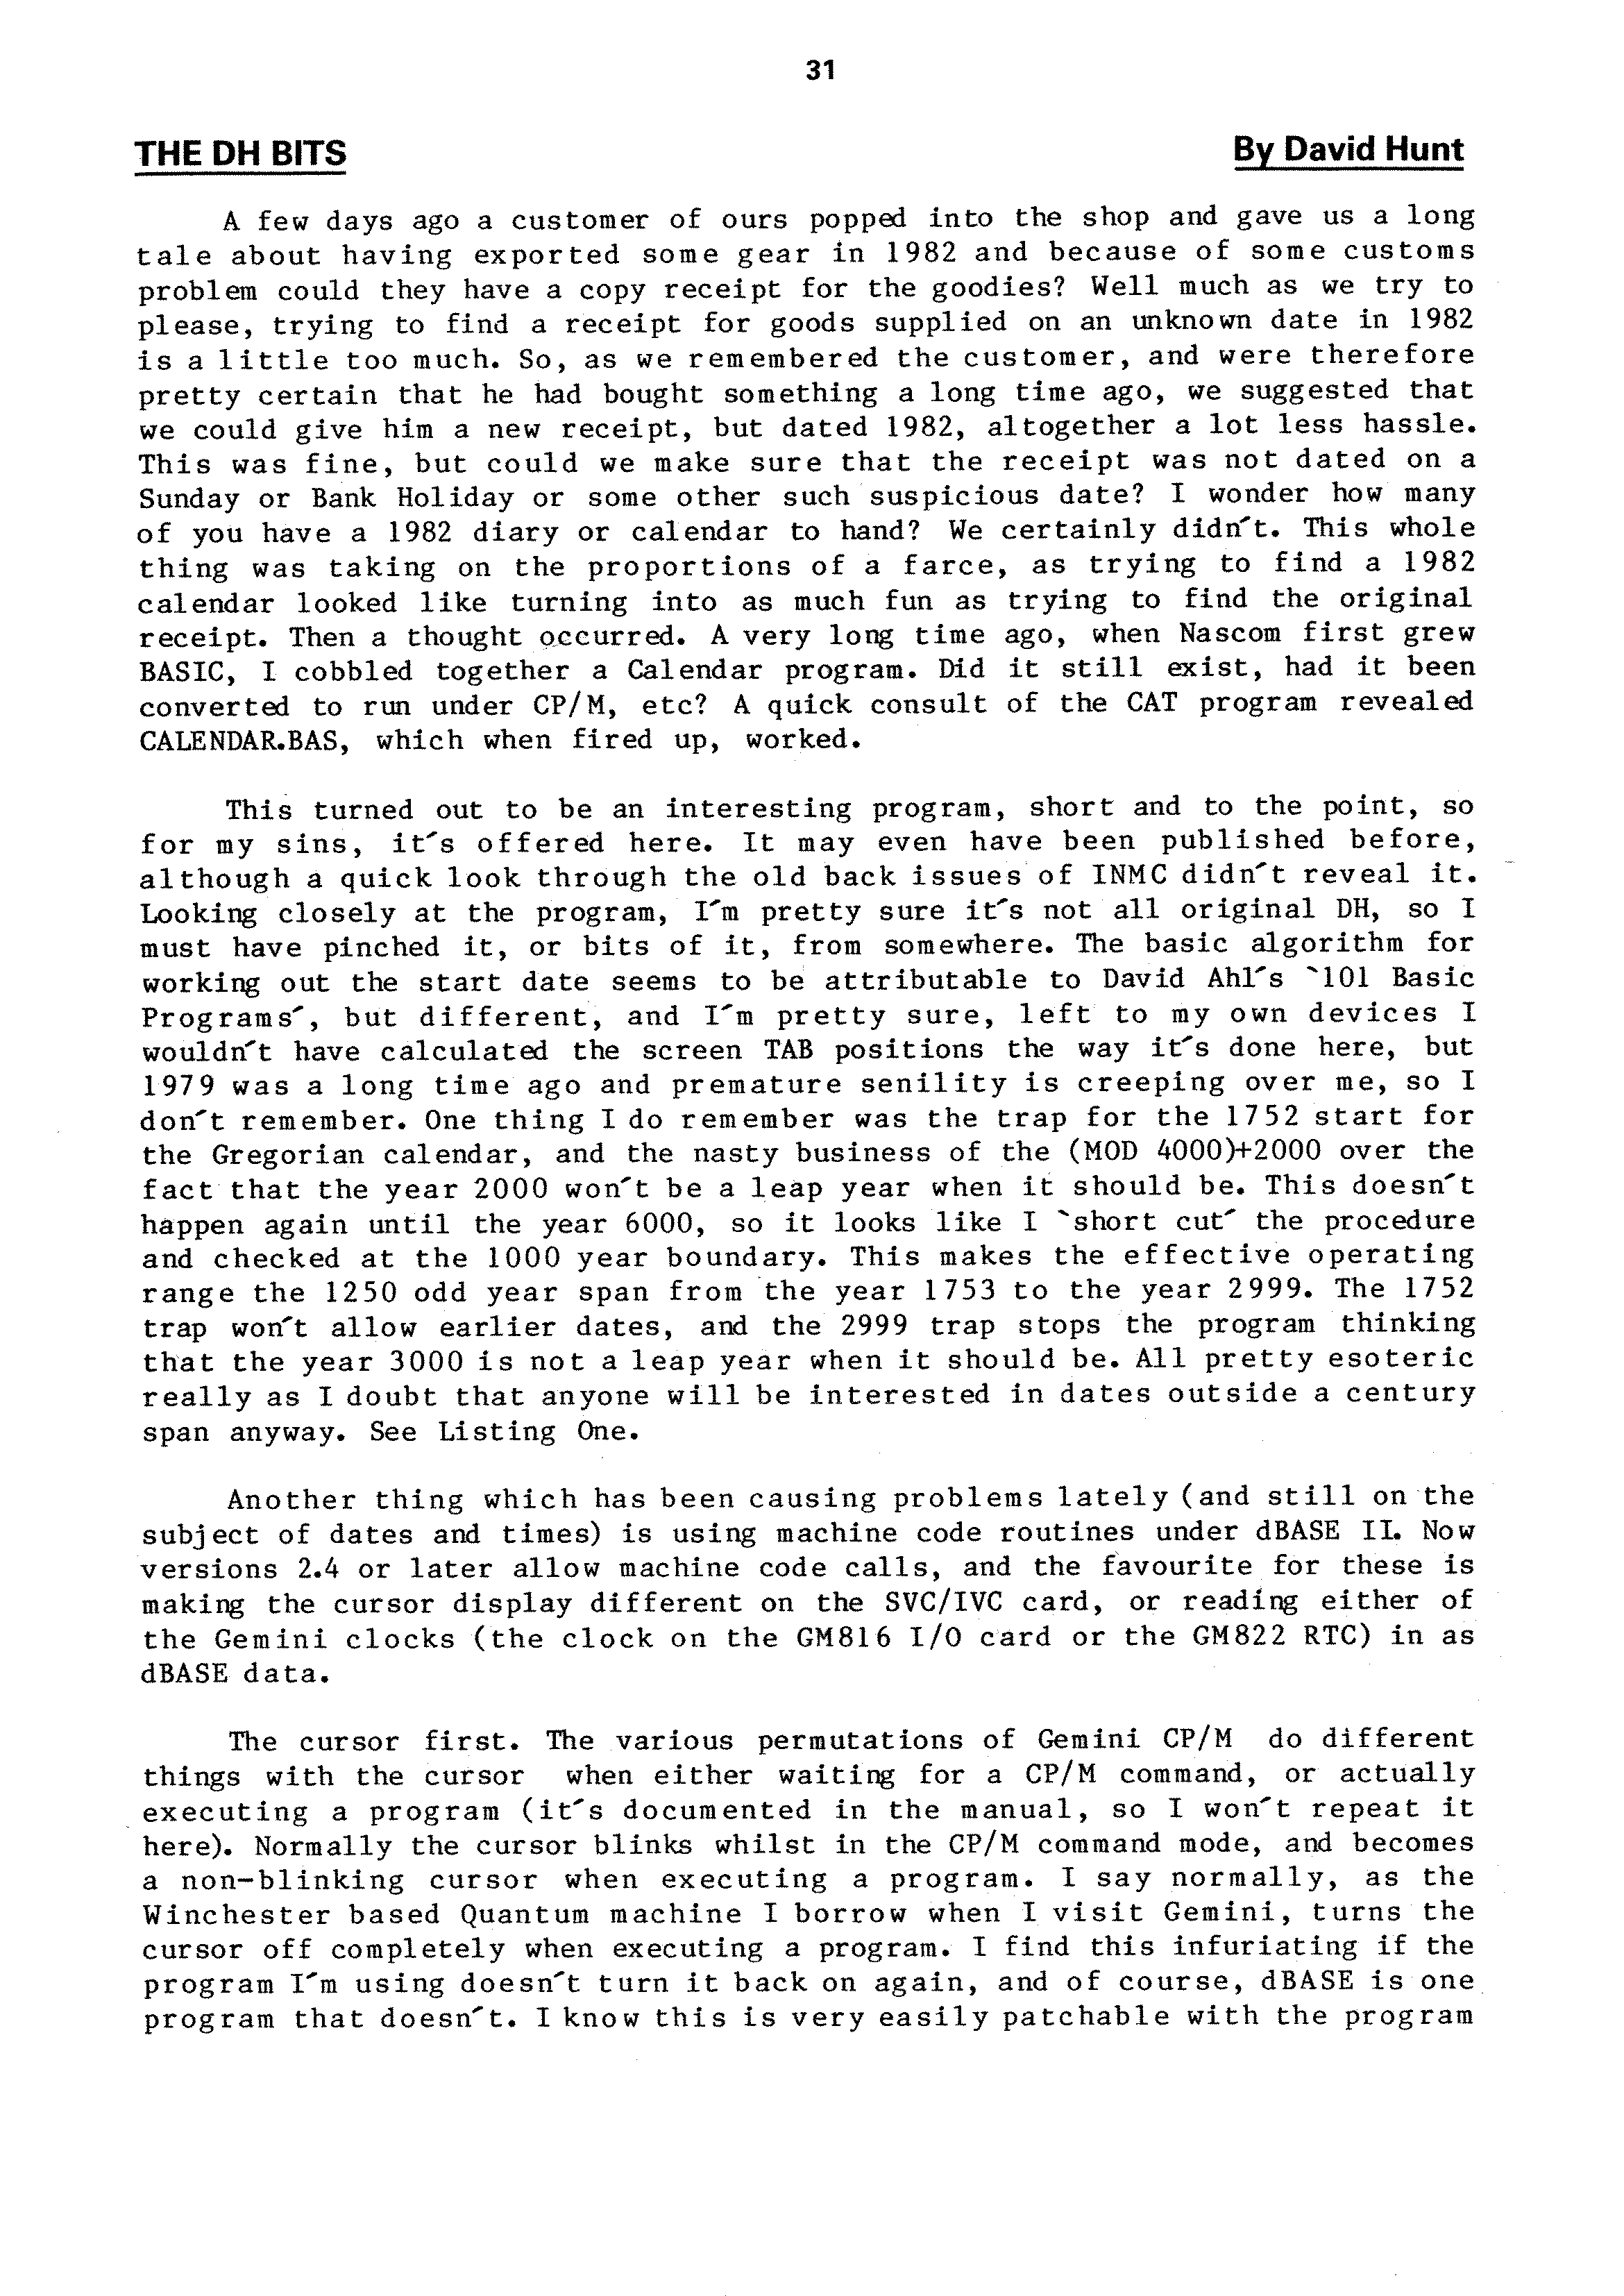 31
THE DH BITS
By David Hunt
A few days ago a customer of ours popped into the shop and gave us a long
tale about having exported some gear in 1982 and because of some customs
problem could they have a copy receipt for the goodies? Well much as we try to
please, trying to find a receipt for goods supplied on an unknown date in 1982
is a little too much. So, as we remembered the customer, and were therefore
pretty certain that he had bought something a long time ago, we suggested that
we could give him a new receipt, but dated 1982, altogether a lot less hassle.
This was fine, but could we make sure that the receipt was not dated on a
Sunday or Bank Holiday or some other such suspicious date? I wonder how many
of you have a 1982 diary or calendar to hand? We certainly didn´t. This whole
thing was taking on the proportions of a farce, as trying to find a 1982
calendar looked like turning into as much fun as trying to find the original
receipt. Then a thought occurred. A very long time ago, when Nascom first grew
BASIC, I cobbled together a Calendar program. Did it still exist, had it been
converted to run under CP/M, etc? A quick consult of the CAT program revealed
CALENDAR.BAS, which when fired up, worked.
This turned out to be an interesting program, short and to the point, so
for my sins, it´s offered here. It may even have been published before,
although a quick look through the old back issues of INMC didn´t reveal it.
Looking closely at the program, I´m pretty sure it´s not all original DH, so I
must have pinched it, or bits of it, from somewhere. The basic algorithm for
working out the start date seems to be attributable to David Ahl´s `101 Basic
Programs´, but different, and I´m pretty sure, left to my own devices I
wouldn´t have calculated the screen TAB positions the way it´s done here, but
1979 was a long time ago and premature senility is creeping over me, so I
don´t remember. One thing I do remember was the trap for the 1752 start for
the Gregorian calendar, and the nasty business of the (MOD 4000)+2000 over the
fact that the year 2000 won´t be a leap year when it should be. This doesn´t
happen again until the year 6000, so it looks like I `short cut´ the procedure
and checked at the 1000 year boundary. This makes the effective operating
range the 1250 odd year span from the year 1753 to the year 2999. The 1752
trap won´t allow earlier dates, and the 2999 trap stops the program thinking
that the year 3000 is not a leap year when it should be. All pretty esoteric
really as I doubt that anyone will be interested in dates outside a century
span anyway. See Listing One.
Another thing which has been causing problems lately (and still on the
subject of dates and times) is using machine code routines under dBASE II. Now
versions 2.4 or later allow machine code calls, and the favourite for these is
making the cursor display different on the SVC/IVC card, or reading either of
the Gemini clocks (the clock on the GM816 I/O card or the GM822 RTC) in as
dBASE data.
The cursor first. The various permutations of Gemini CP/M do different
things with the cursor when either waiting for a CP/M command, or actually
executing a program (it´s documented in the manual, so I won´t repeat it
here). Normally the cursor blinks whilst in the CP/M command mode, and becomes
a non-blinking cursor when executing a program. I say normally, as the
Winchester based Quantum machine I borrow when I visit Gemini, turns the
cursor off completely when executing a program. I find this infuriating if the
program I´m using doesn´t turn it back on again, and of course, dBASE is one
program that doesn´t. I know this is very easily patchable with the program